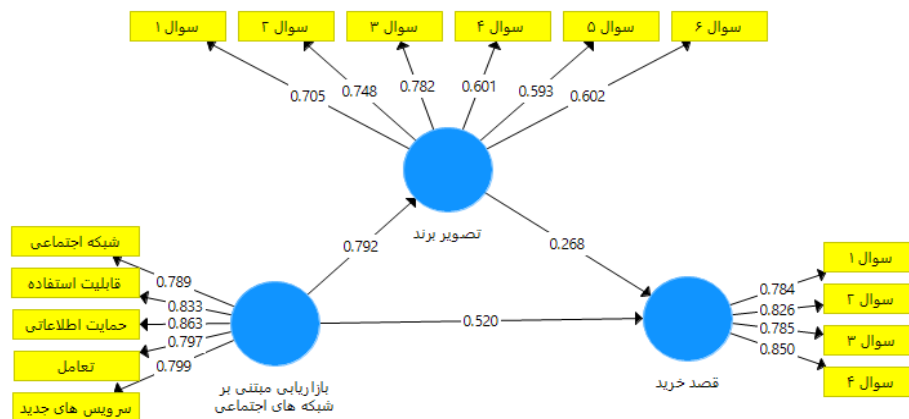 سوال ۱
سوال ۲
سوال ۳
سوال ۴
سوال ۵
سوال ۶
0.705
0.748
0.782
0.601
0.593
0.602
تصویر برند
0.792
0.268
شبکه اجتماعی
قابلیت استفاده
حمایت اطلاعاتی
تعامل
سرویس های جدید
0.789
0.833
0.863
0.797
0.799
بازاریابی مبتنی بر
شبکه های اجتماعی
0.520
قصد خرید
0.784
0.826
0.785
0.850
سوال ۱
سوال ۲
سوال ۳
سوال ۴